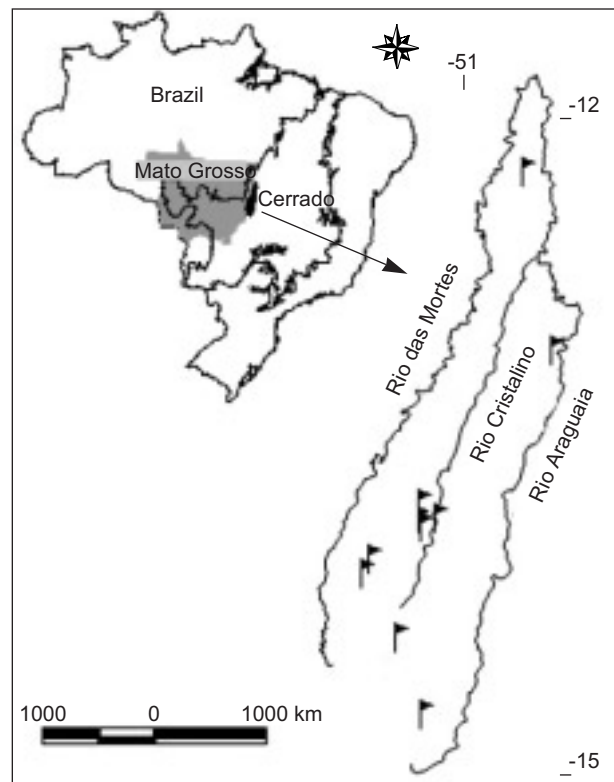 -51
-12
Brazil
Mato Grosso
Cerrado
Rio das Mortes
Rio Cristalino
Rio Araguaia
1000 0 1000 km
-15